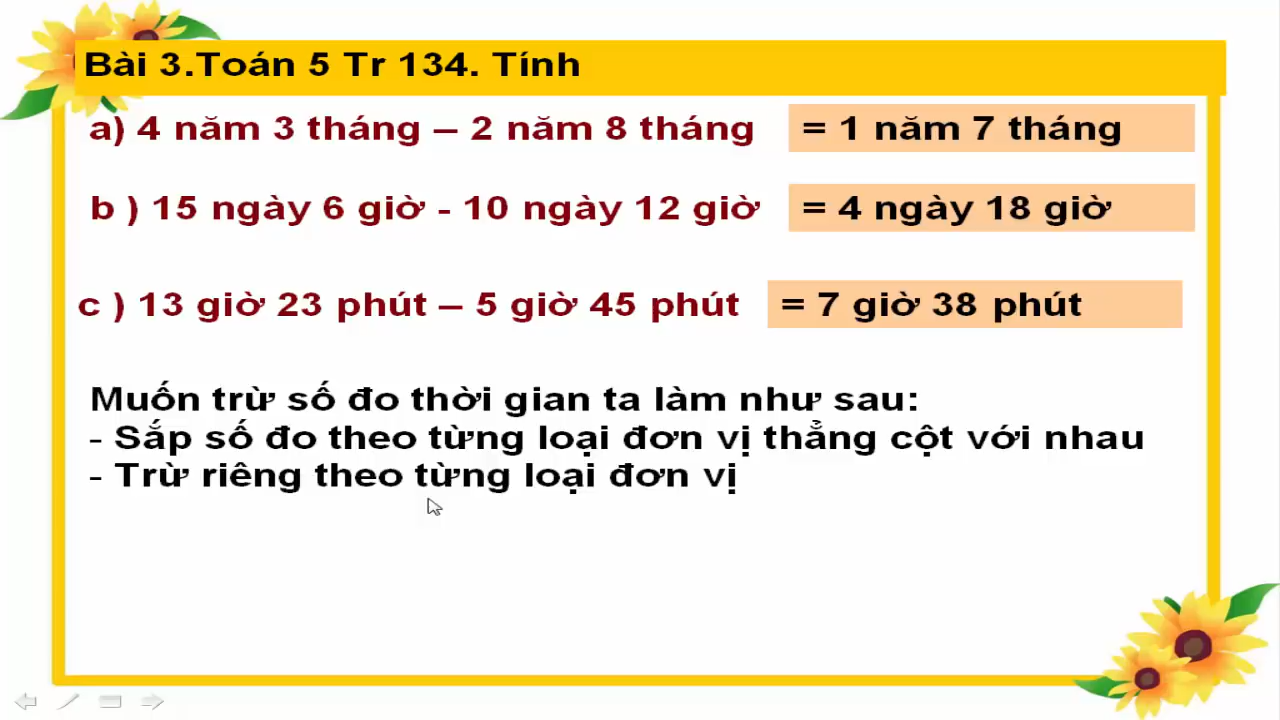 Bài 3.Toán 5 Tr 134. Tính
a) 4 năm 3 tháng – 2 năm 8 tháng = 1 năm 7 tháng
b ) 15 ngày 6 giờ - 10 ngày 12 giờ = 4 ngày 18 giờ
c ) 13 giờ 23 phút – 5 giờ 45 phút = 7 giờ 38 phút
Muốn trừ số đo thời gian ta làm như sau:
- Sắp số đo theo từng loại đơn vị thẳng cột với nhau
- Trừ riêng theo từng loại đơn vị